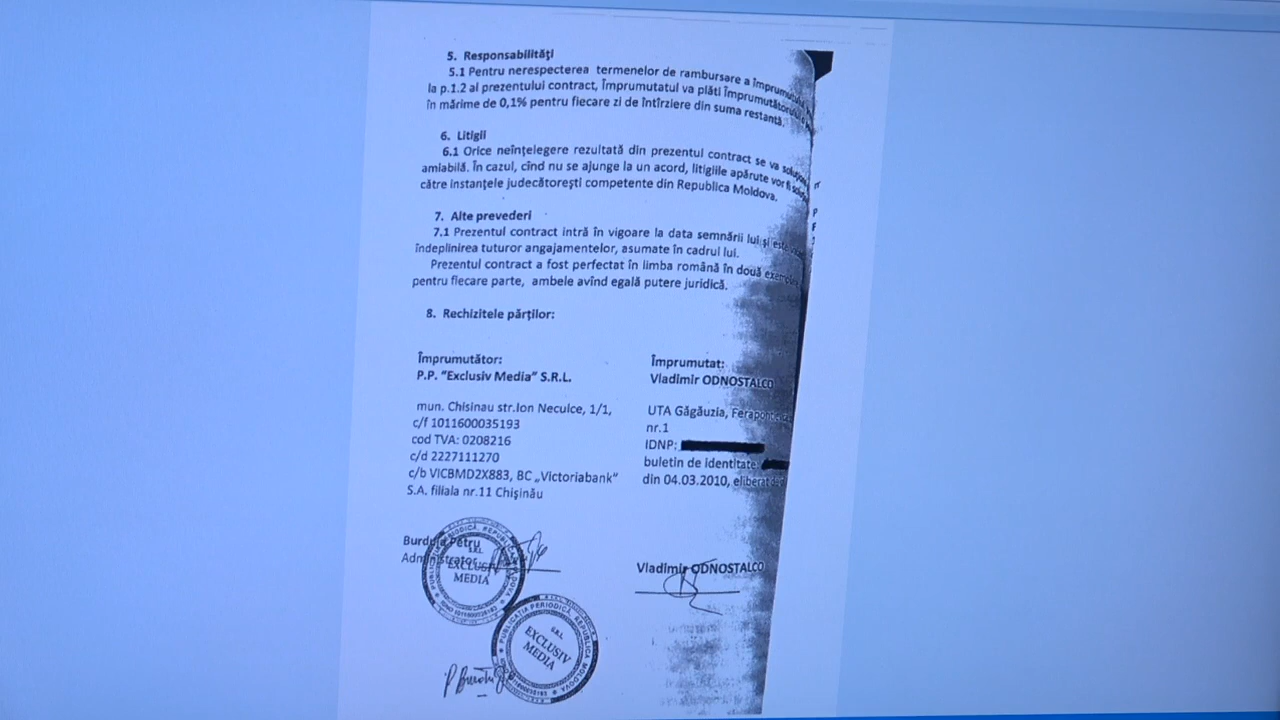 5. Responsabilităţi
5.1 Pentru nerespecterea termenelor de rambursare a împrumutului
la p.1.2 al prezentului contract, Împrumutatul va plăti Împrumutătorului
în mărime de 0,1% pentru fiecare zi de întîrziere din suma restantă.
6. Litigii
6.1 Orice neînţelegere rezultată din prezentul contract se va
amiabilă. În cazul, cînd nu se ajunge la un acord, litigiile apărute vor fi
către instanţele judecătoreşti competente din Republica Moldova.
7. Alte prevederi
7.1 Prezentul contract intră în vigoare la data semnării lui şi este
îndeplinirea tuturor angajamentelor, asumate în cadrul lui.
Prezentul contract a fost perfectat în limba română în două
pentru fiecare parte, ambele avînd egală putere juridică.
8. Rechizitele părţilor:
Împrumutător:
P.P. "Exclusiv Media" S.R.L.
mun. Chisinau str.Ion Neculce, 1/1,
c/f 1011600035193
cod TVA: 0208216
c/d 2227111270
c/b VICBMD2X883, BC „Victoriabank"
S.A. filiala nr.11 Chişinău
Burduja Petru
Administrator
Împrumutat:
Vladimir ODNOSTALCO
UTA Găgăuzia,
nr.1
IDNP:
buletin de identitate:
din 04.03.2010, eliberat
Vladimir ODNOSTALCO
S.R.L.
EXCLUSIV
MEDIA
PUBLICAŢIA PERIODICĂ REPUBLICA MOLDOVA
S.R.L.
EXCLUSIV
MEDIA